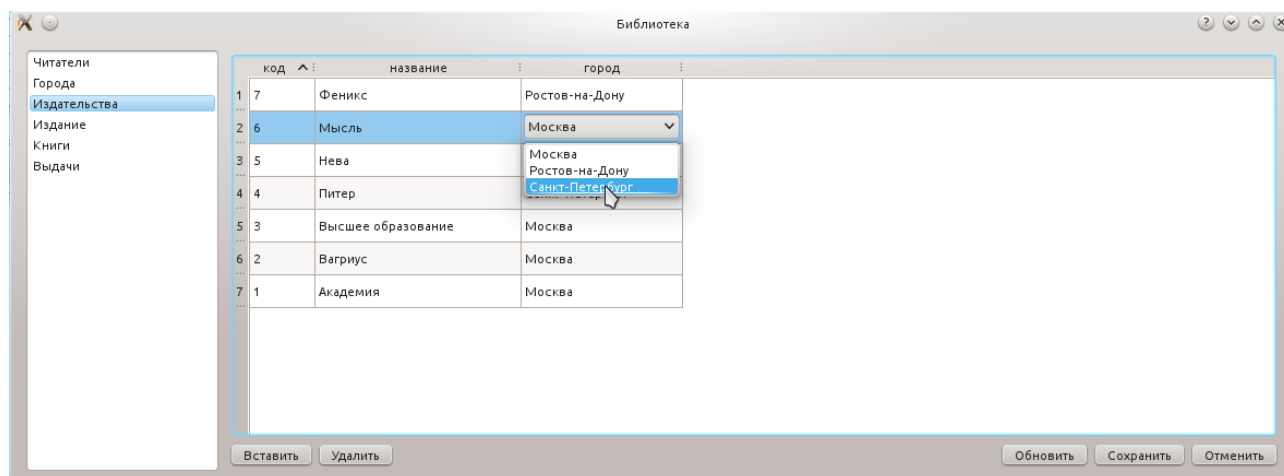 Библиотека
Читатели
Города
Издательства
Издание
Книги
Выдачи
код название город
1 7 Феникс Ростов-на-Дону
2 6 Мысль Москва
Москва
Ростов-на-Дону
Санкт-Петербург
3 5 Нева
4 4 Питер
5 3 Высшее образование Москва
6 2 Вагриус Москва
7 1 Академия Москва
Вставить Удалить Обновить Сохранить Отменить